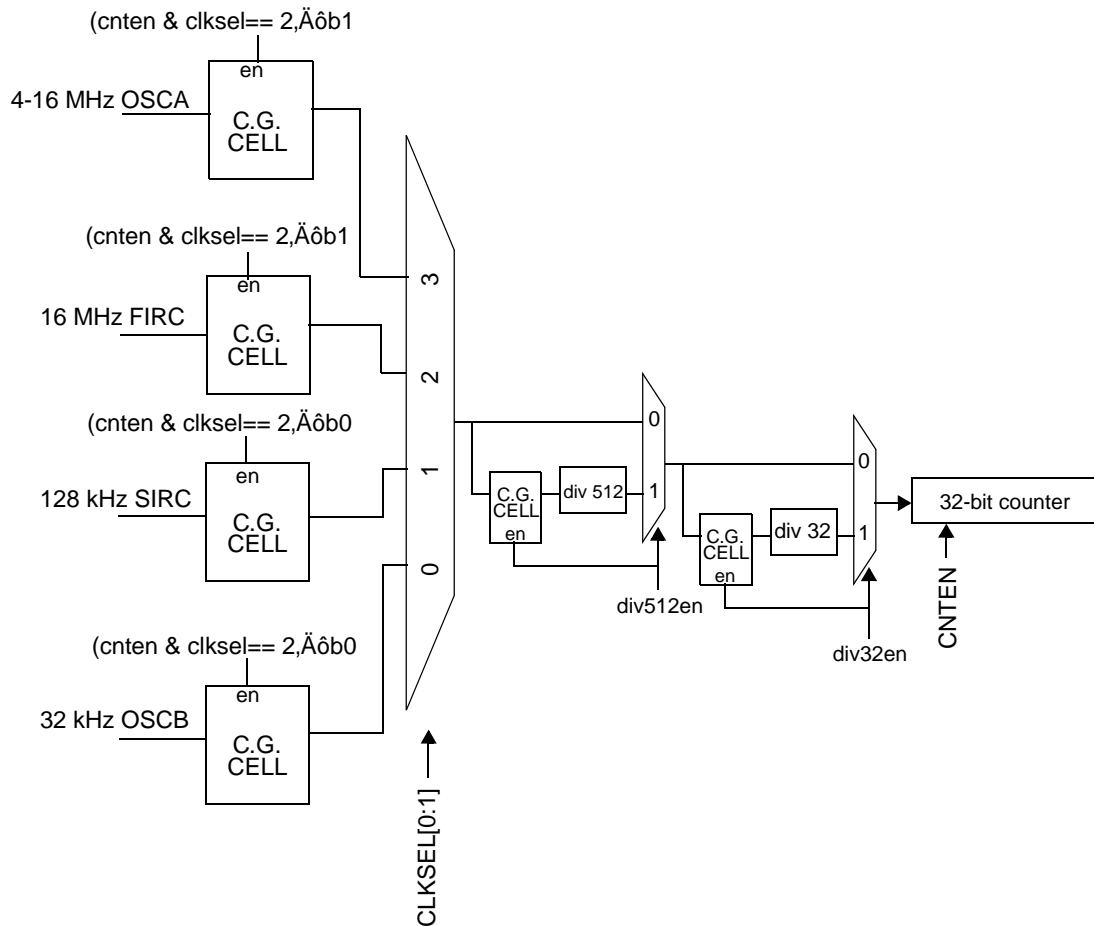 (cnten & clksel== 2‚Äôb1
en
4-16 MHz OSCA
C.G.
CELL
(cnten & clksel== 2‚Äôb1
en
16 MHz FIRC
C.G.
CELL
(cnten & clksel== 2‚Äôb0
en
128 kHz SIRC
C.G.
CELL
(cnten & clksel== 2‚Äôb0
en
32 kHz OSCB
C.G.
CELL
3
2
1
0
CLKSEL[0:1]
C.G.
CELL
en
div 512
0
1
div512en
C.G.
CELL
en
div 32
0
1
div32en
32-bit counter
CNTEN